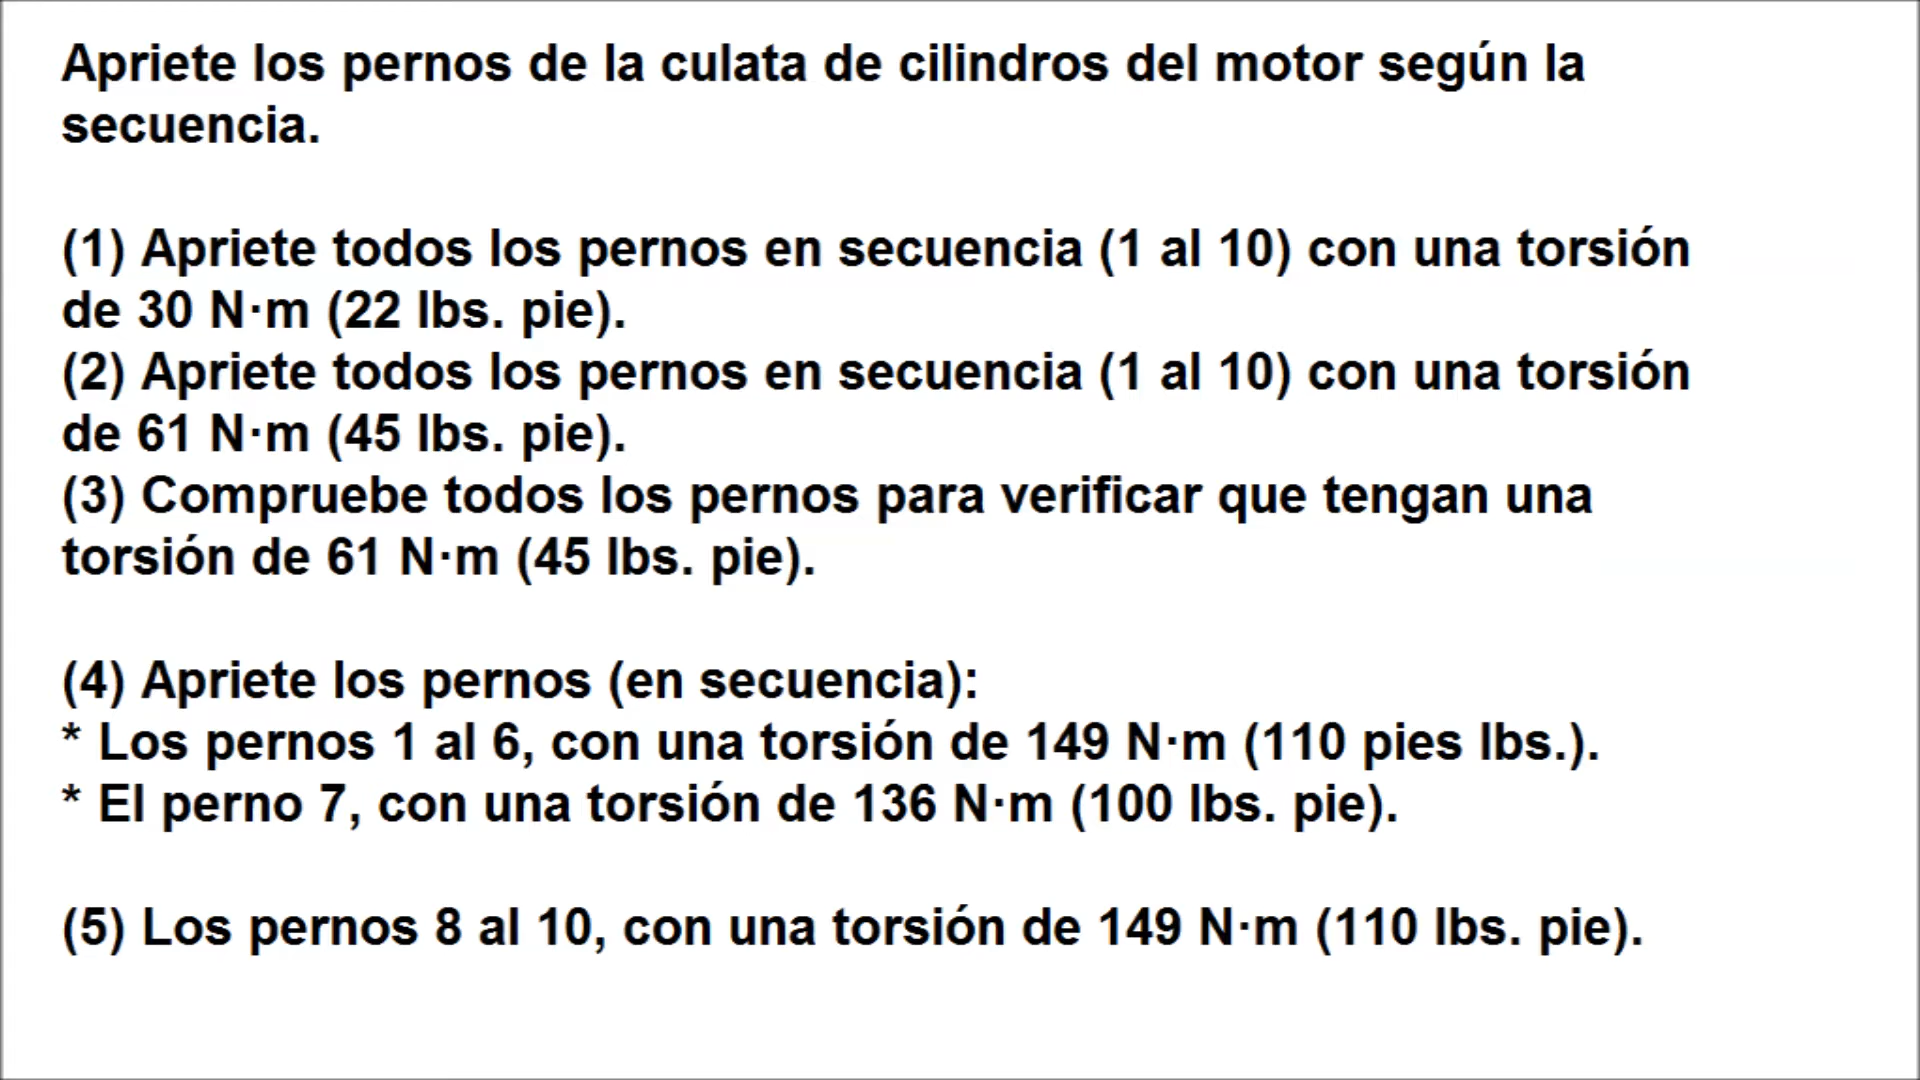 Apriete los pernos de la culata de cilindros del motor según la
secuencia.
(1) Apriete todos los pernos en secuencia (1 al 10) con una torsión
de 30 N·m (22 lbs. pie).
(2) Apriete todos los pernos en secuencia (1 al 10) con una torsión
de 61 N·m (45 lbs. pie).
(3) Compruebe todos los pernos para verificar que tengan una
torsión de 61 N·m (45 lbs. pie).
(4) Apriete los pernos (en secuencia):
* Los pernos 1 al 6, con una torsión de 149 N·m (110 pies lbs.).
* El perno 7, con una torsión de 136 N·m (100 lbs. pie).
(5) Los pernos 8 al 10, con una torsión de 149 N·m (110 lbs. pie).